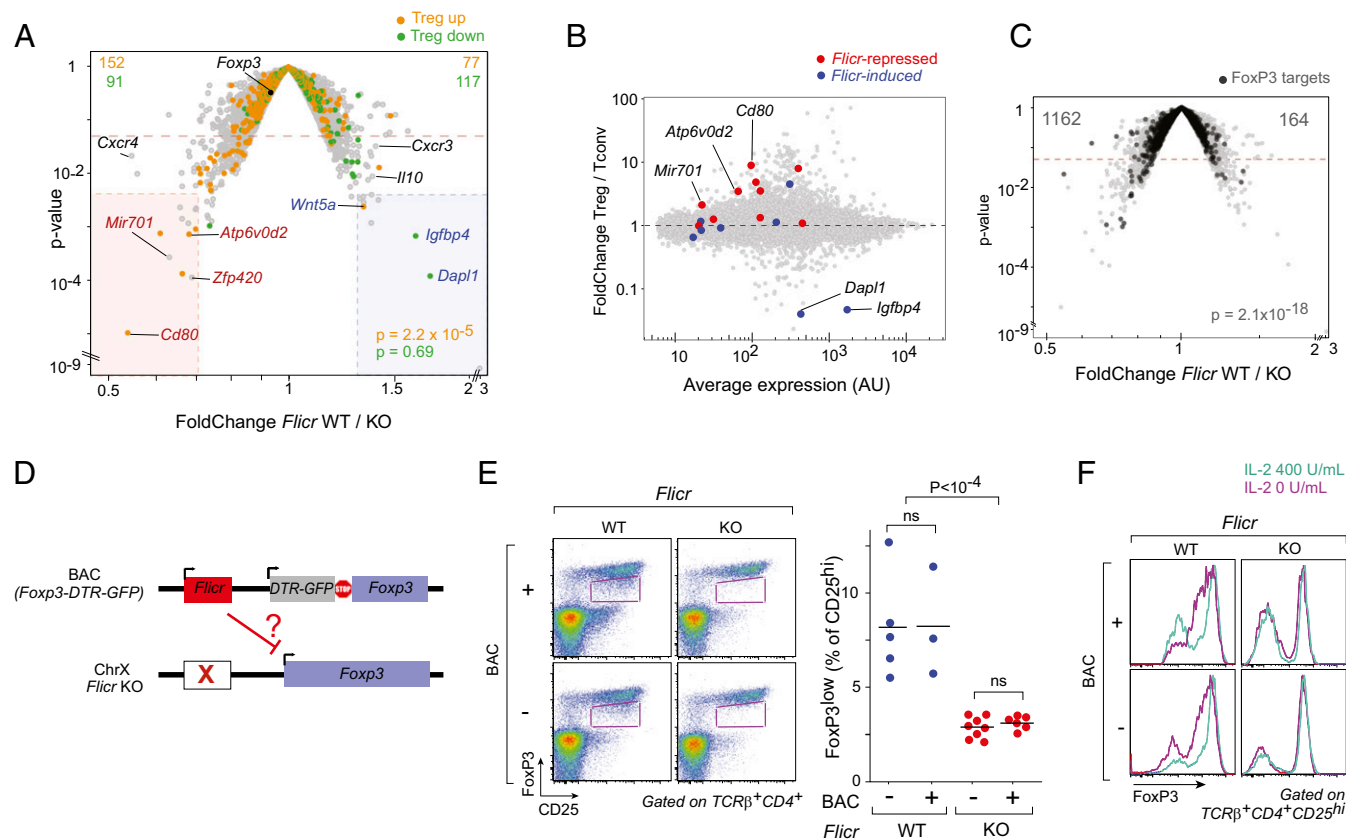 A
Treg up
Treg down
152
91
77
117
Foxp3
Cxcr4
Cxcr3
Il10
Wnt5a
Mir701
Atp6v0d2
Igfbp4
Zfp420
Dapl1
Cd80
p = 2.2 x 10-5
p = 0.69
p-value
1
10-2
10-4
10-9
0.5
1
1.5
2
3
FoldChange Flicr WT / KO
B
Flicr-repressed
Flicr-induced
FoldChange Treg / Tconv
100
10
1
0.1
Cd80
Atp6v0d2
Mir701
Dapl1
Igfbp4
10
102
103
104
Average expression (AU)
C
FoxP3 targets
1162
164
p-value
1
10-2
10-4
10-9
p = 2.1x10-18
0.5
1
2
3
FoldChange Flicr WT / KO
D
BAC
(Foxp3-DTR-GFP)
Flicr
DTR-GFP
STOP
Foxp3
?
ChrX
Flicr KO
X
Foxp3
E
Flicr
WT
KO
BAC
+
-
FoxP3
CD25
Gated on TCRβ+CD4+
P<10-4
ns
ns
FoxP3low (% of CD25hi)
10
5
0
- + - +
BAC
Flicr
WT
KO
F
IL-2 400 U/mL
IL-2 0 U/mL
Flicr
WT
KO
BAC
+
-
FoxP3
Gated on
TCRβ+CD4+CD25hi